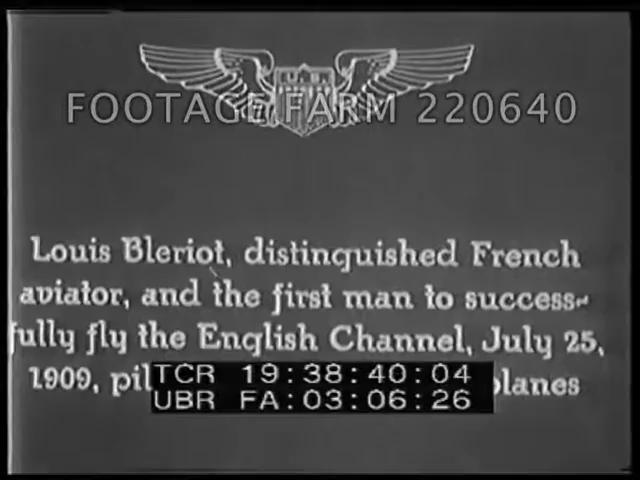 U.S.A.
FOOTAGE FARM 220640
Louis Bleriot, distinguished French
aviator, and the first man to success-
fully fly the English Channel, July 25,
1909, planes
TCR 19:38:40:04
UBR FA:03:06:26